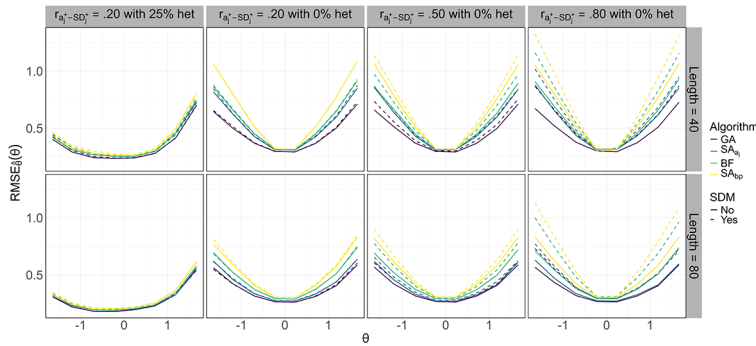 r_{a_j^*-SD_j^*} = .20 with 25% het
r_{a_j^*-SD_j^*} = .20 with 0% het
r_{a_j^*-SD_j^*} = .50 with 0% het
r_{a_j^*-SD_j^*} = .80 with 0% het
1.0
0.5
Length = 40
1.0
0.5
Length = 80
RMSE_{θ̂}(θ)
-1 0 1
-1 0 1
-1 0 1
-1 0 1
θ
Algorithm
GA
SA_{a_j}
BF
SA_{bp}
SDM
No
Yes